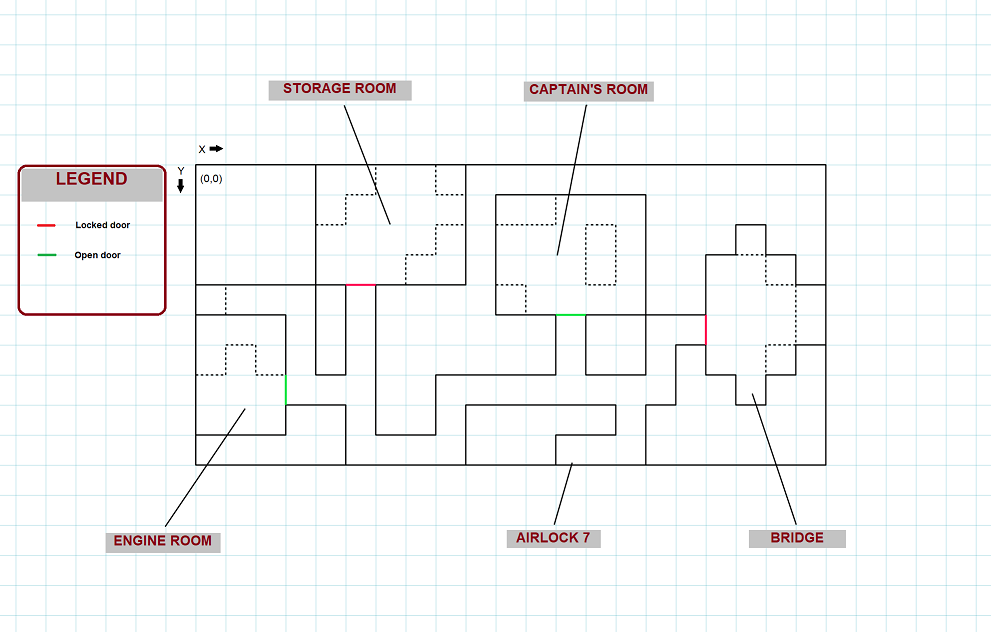 STORAGE ROOM
CAPTAIN'S ROOM
X
Y
(0,0)
LEGEND
Locked door
Open door
ENGINE ROOM
AIRLOCK 7
BRIDGE